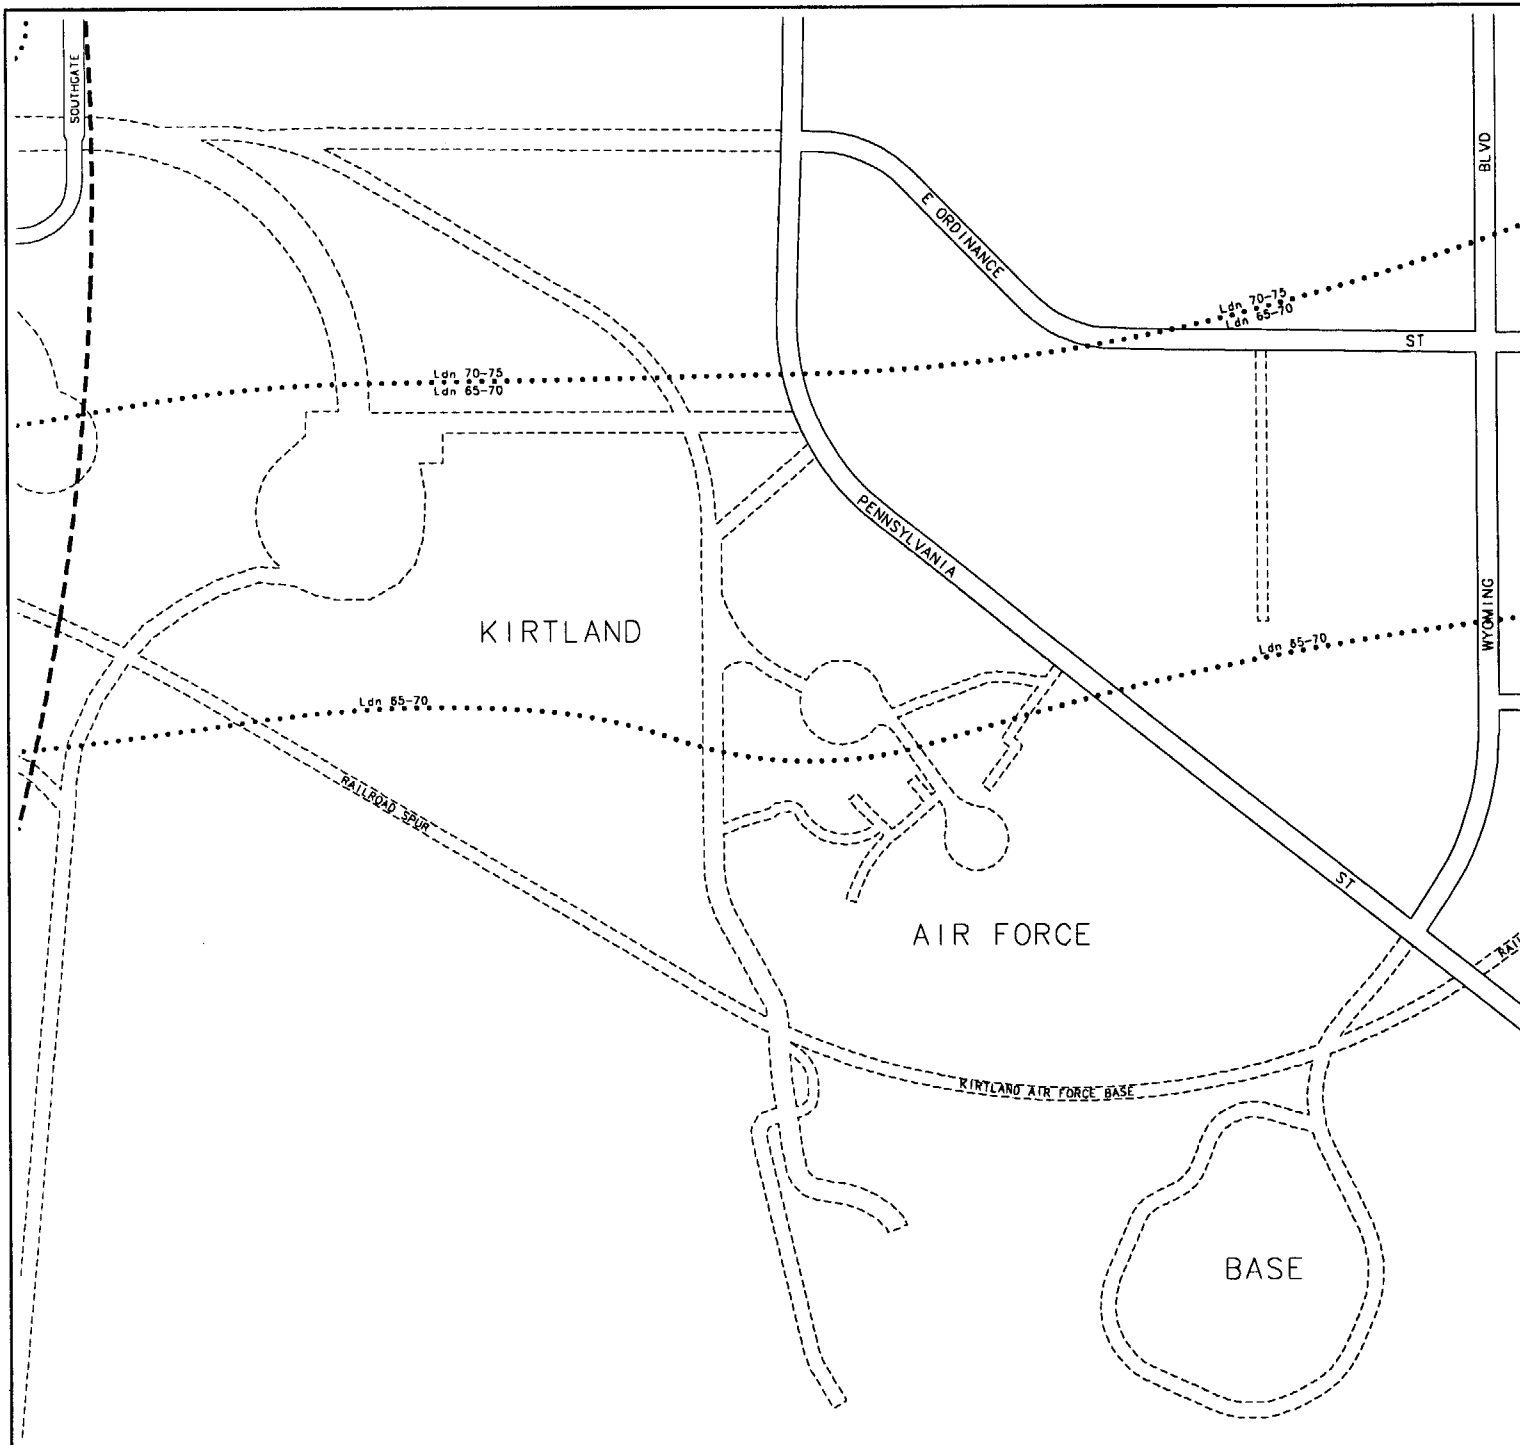 SOUTHGATE
BLVD
E ORDINANCE
Ldn 70-75
Ldn 65-70
ST
Ldn 70-75
Ldn 65-70
PENNSYLVANIA
WYOMING
KIRTLAND
Ldn 65-70
Ldn 65-70
RAILROAD SPUR
ST
AIR FORCE
KIRTLAND AIR FORCE BASE
BASE